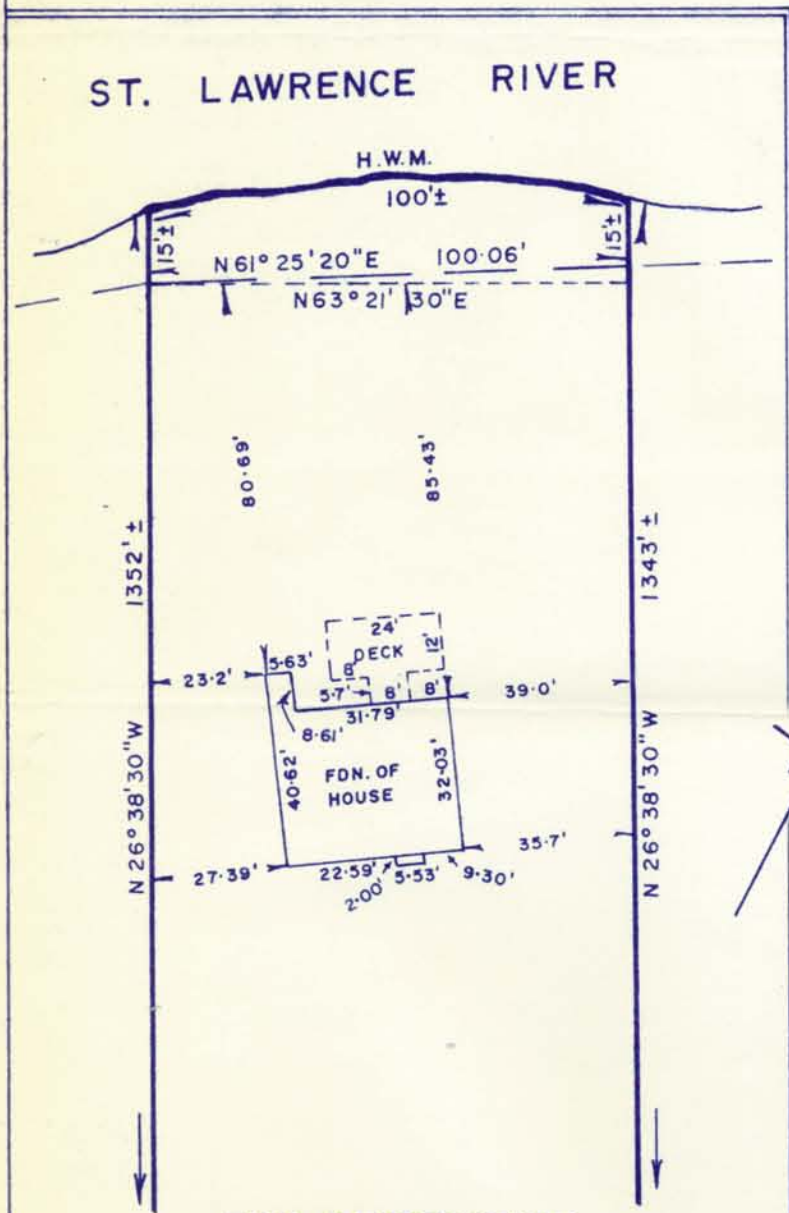 ST. LAWRENCE RIVER
H.W.M.
100'±
15'±
15'±
N 61° 25' 20" E 100.06'
N 63° 21' 30" E
80.69'
85.43'
1352' ±
1343' ±
24'
DECK
12'
8'
5.63'
23.2'
5.7'
8'
8'
39.0'
31.79'
8.61'
40.62'
FDN. OF
HOUSE
32.03'
N 26° 38' 30" W
N 26° 38' 30" W
35.7'
27.39'
22.59'
5.53'
9.30'
2.00'